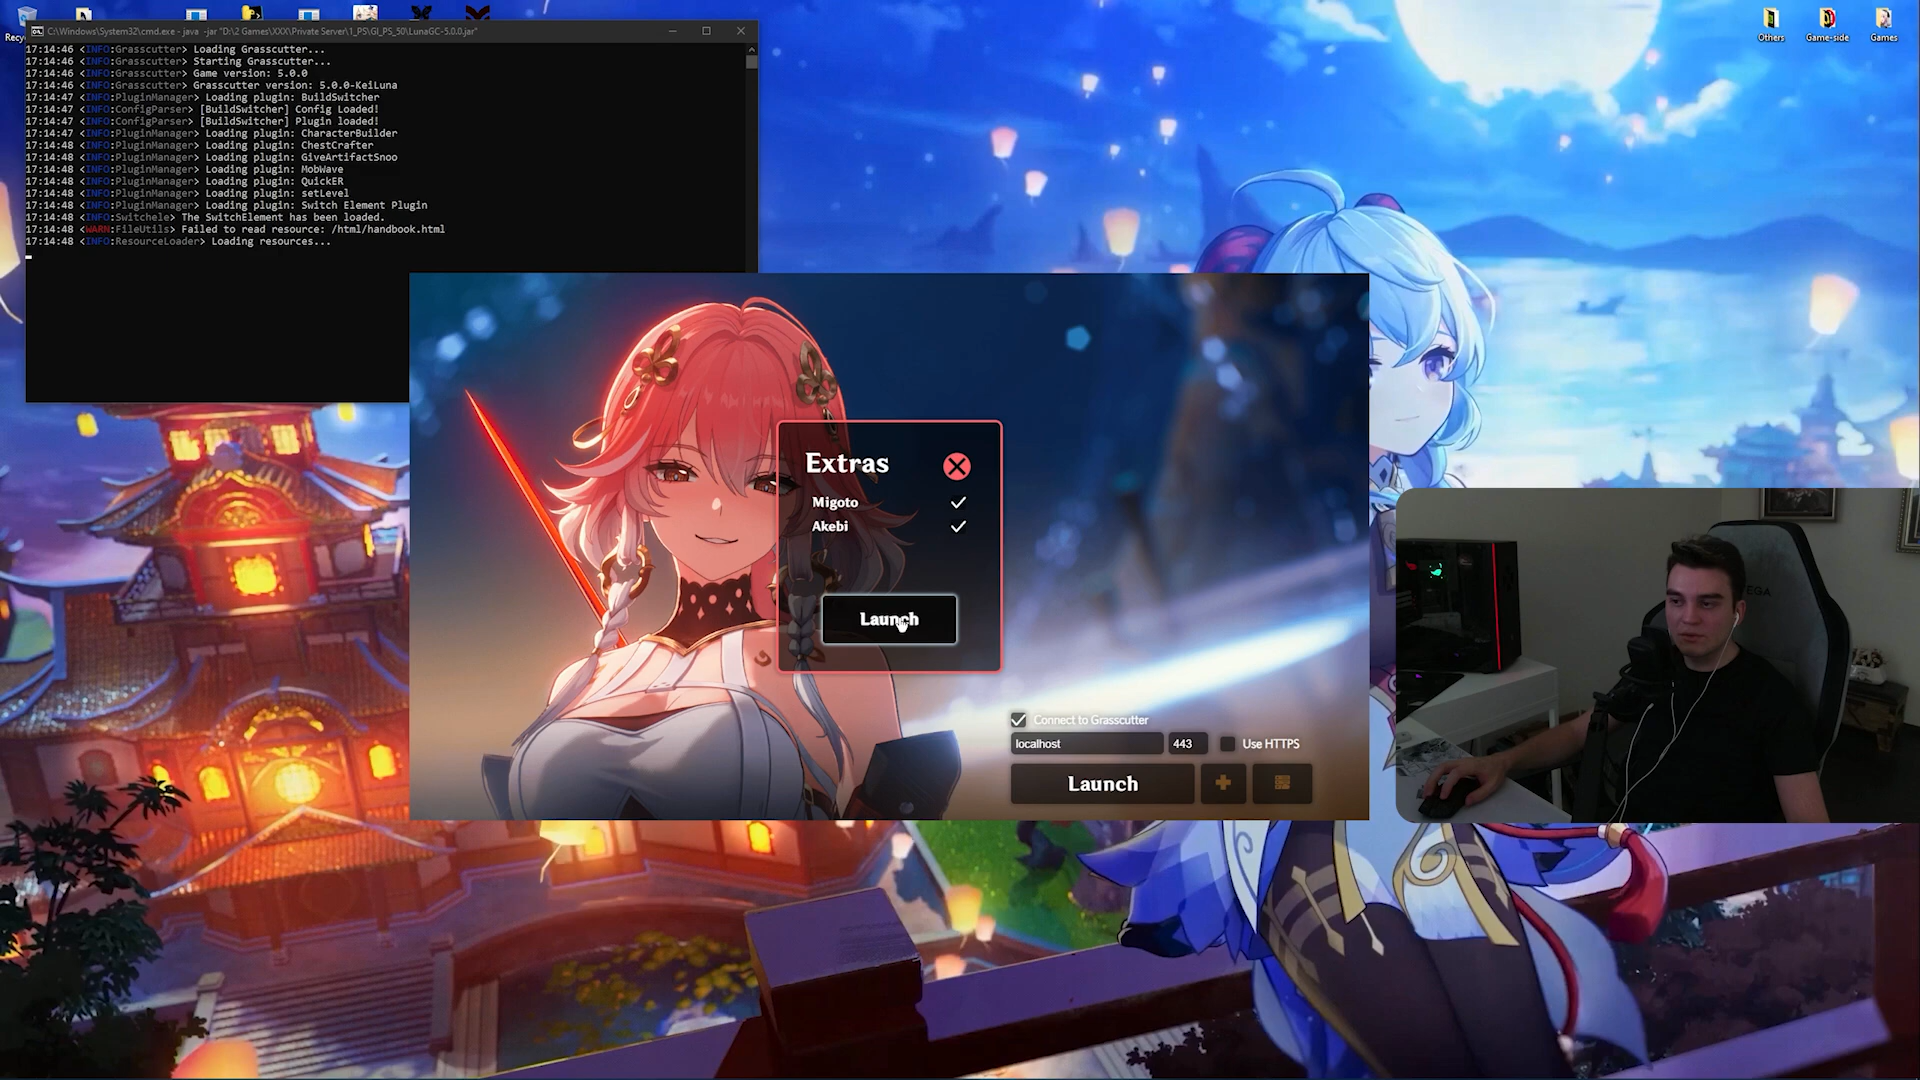 Recyc
Others
Game-side
Games
C:\Windows\System32\cmd.exe - java -jar "D:\2 Games\XXX\Private Server\1_PS\GI_PS_50\LunaGC-5.0.0.jar"
17:14:46 <INFO:Grasscutter> Loading Grasscutter...
17:14:46 <INFO:Grasscutter> Starting Grasscutter...
17:14:46 <INFO:Grasscutter> Game version: 5.0.0
17:14:46 <INFO:Grasscutter> Grasscutter version: 5.0.0-KeiLuna
17:14:47 <INFO:PluginManager> Loading plugin: BuildSwitcher
17:14:47 <INFO:ConfigParser> [BuildSwitcher] Config Loaded!
17:14:47 <INFO:ConfigParser> [BuildSwitcher] Plugin loaded!
17:14:47 <INFO:PluginManager> Loading plugin: CharacterBuilder
17:14:48 <INFO:PluginManager> Loading plugin: ChestCrafter
17:14:48 <INFO:PluginManager> Loading plugin: GiveArtifactSnoo
17:14:48 <INFO:PluginManager> Loading plugin: MobWave
17:14:48 <INFO:PluginManager> Loading plugin: QuickER
17:14:48 <INFO:PluginManager> Loading plugin: setLevel
17:14:48 <INFO:PluginManager> Loading plugin: Switch Element Plugin
17:14:48 <INFO:Switchele> The SwitchElement has been loaded.
17:14:48 <WARN:FileUtils> Failed to read resource: /html/handbook.html
17:14:48 <INFO:ResourceLoader> Loading resources...
Extras
Migoto
Akebi
Launch
Connect to Grasscutter
localhost
443
Use HTTPS
Launch